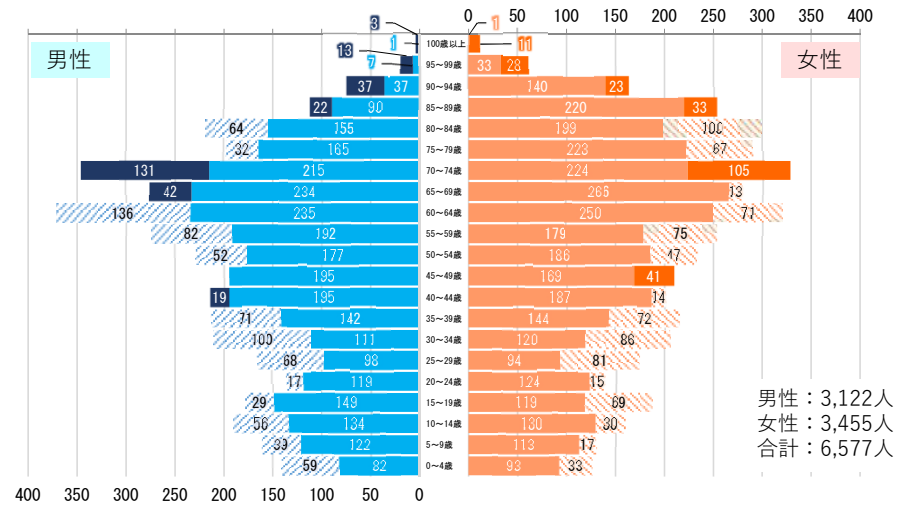 0 50 100 150 200 250 300 350 400
男性
女性
3 1 100歳以上 1 11
13 7 95～99歳 33 28
37 37 90～94歳 140 23
22 90 85～89歳 220 33
64 155 80～84歳 199 100
32 165 75～79歳 223 67
131 215 70～74歳 224 105
42 234 65～69歳 266 13
136 235 60～64歳 250 71
82 192 55～59歳 179 75
52 177 50～54歳 186 47
195 45～49歳 169 41
19 195 40～44歳 187 14
71 142 35～39歳 144 72
100 111 30～34歳 120 86
68 98 25～29歳 94 81
17 119 20～24歳 124 15
29 149 15～19歳 119 69
56 134 10～14歳 130 30
39 122 5～9歳 113 17
59 82 0～4歳 93 33
男性：3,122人
女性：3,455人
合計：6,577人
400 350 300 250 200 150 100 50 0